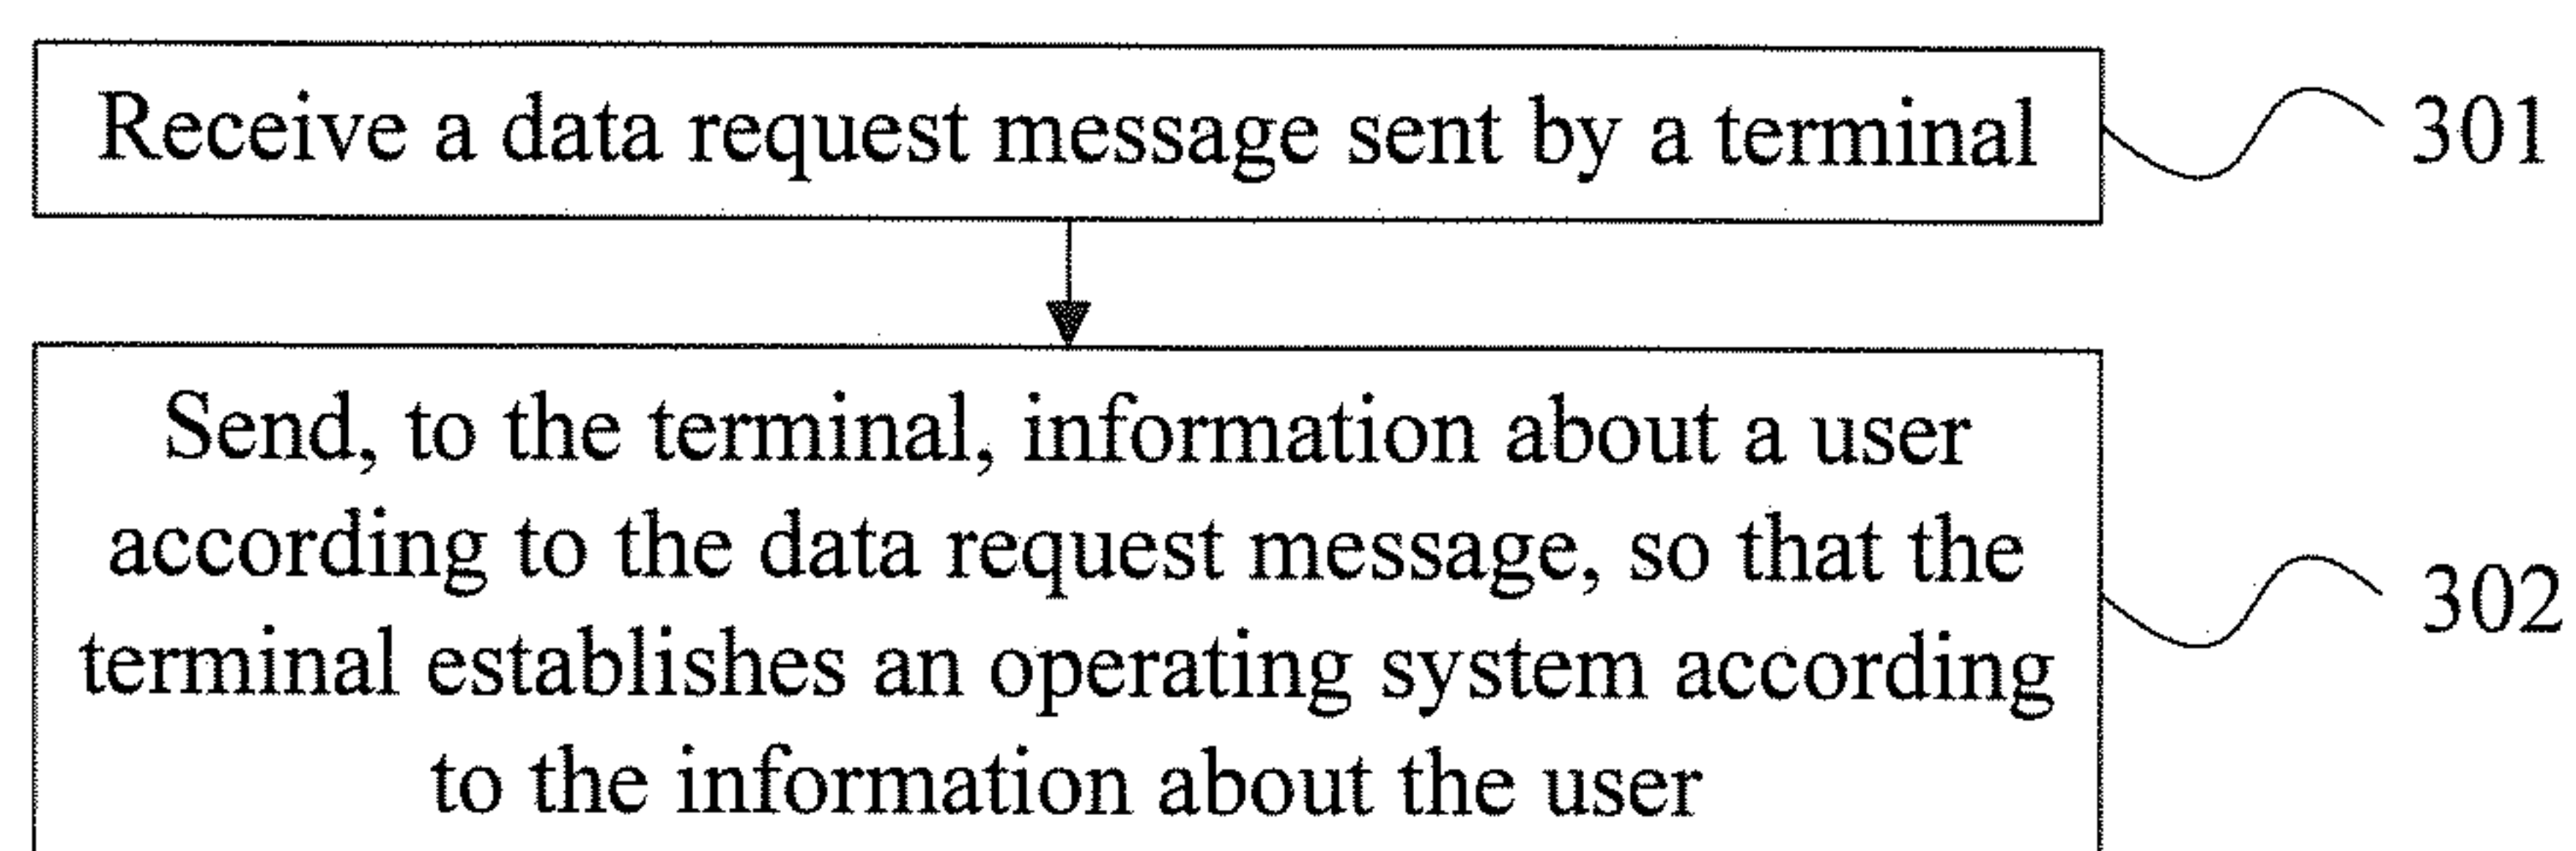 Receive a data request message sent by a terminal
301
Send, to the terminal, information about a user
according to the data request message, so that the
302
terminal establishes an operating system according
to the information about the user